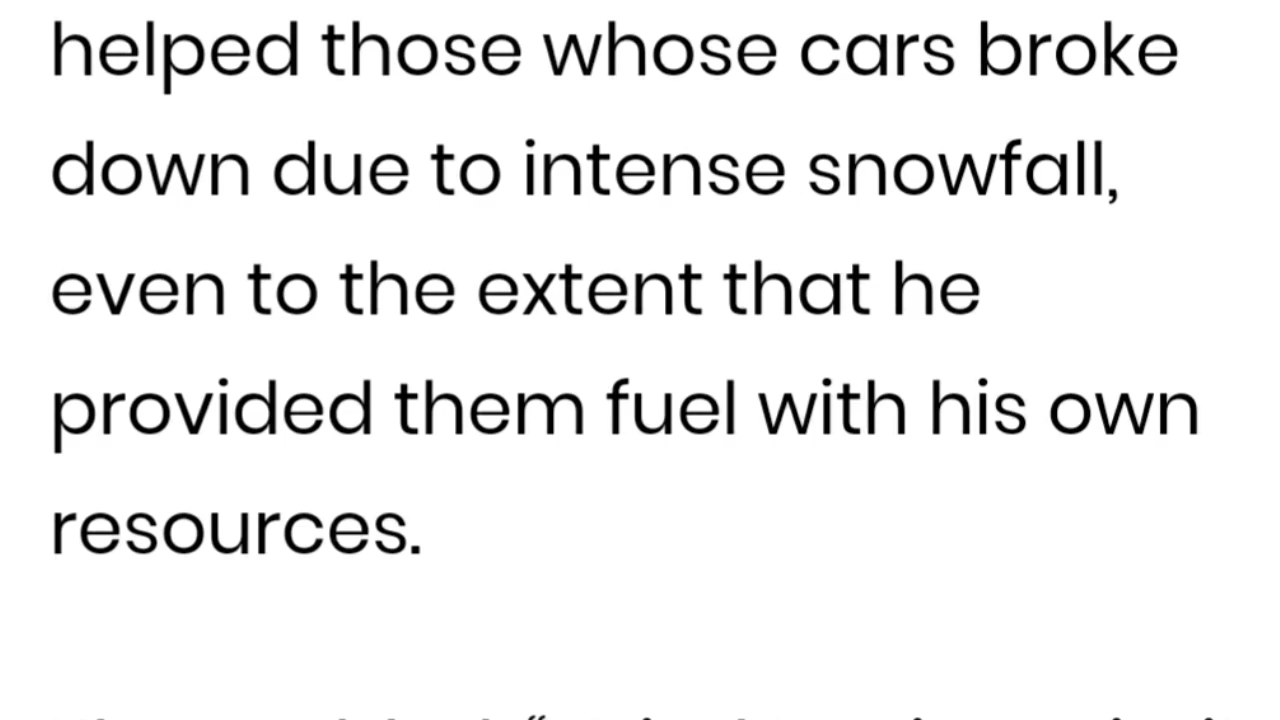 helped those whose cars broke
down due to intense snowfall,
even to the extent that he
provided them fuel with his own
resources.